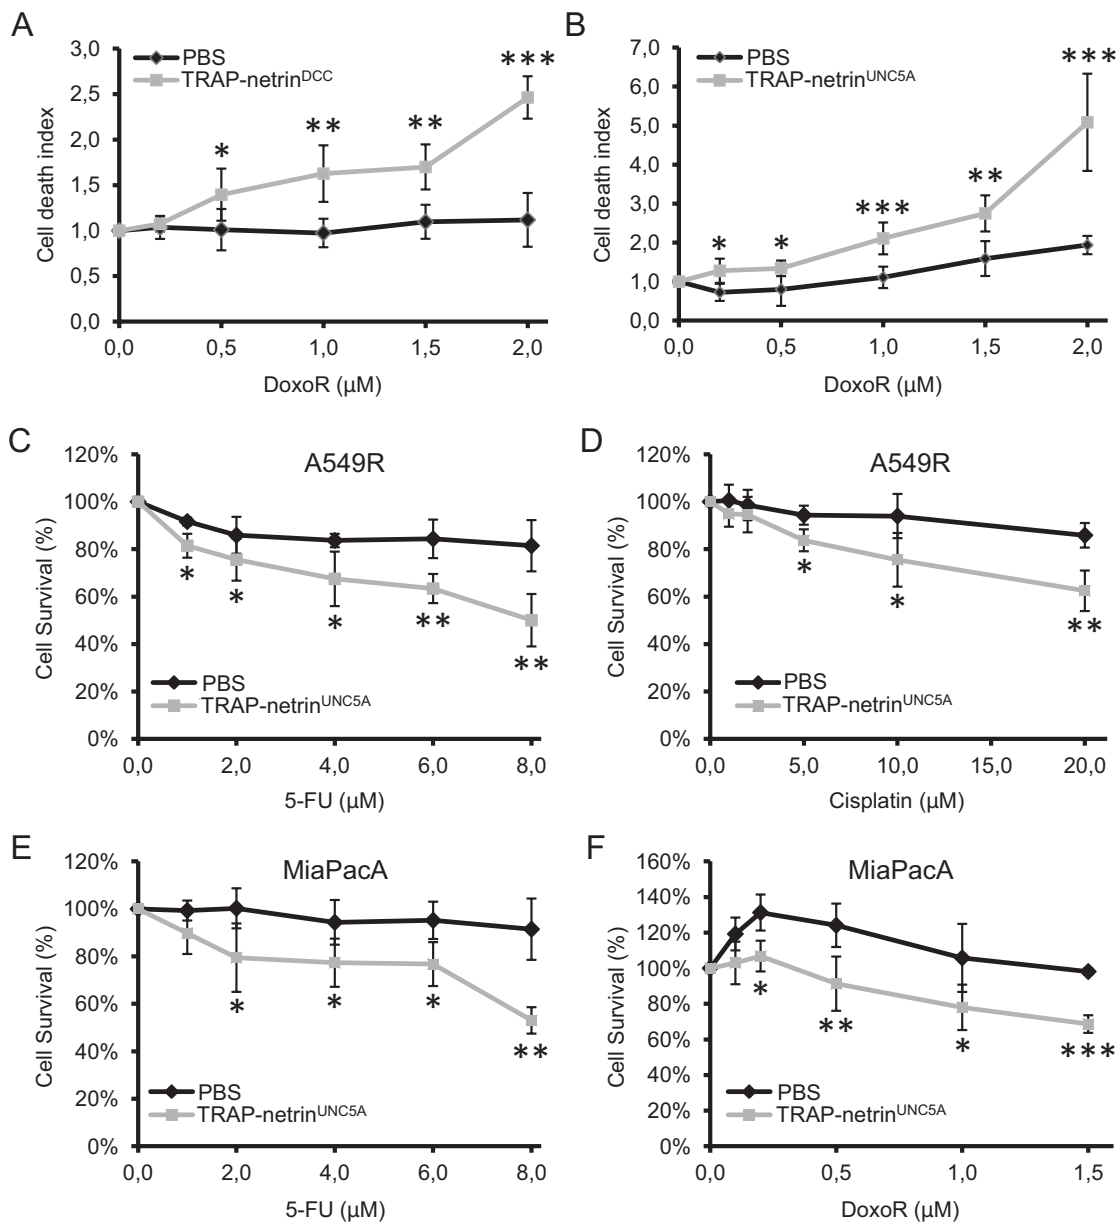 A
3,0
2,5
2,0
1,5
1,0
0,5
0,0
Cell death index
PBS
TRAP-netrinDCC
*
**
**
***
0,0 0,5 1,0 1,5 2,0
DoxoR (µM)
B
7,0
6,0
5,0
4,0
3,0
2,0
1,0
0,0
Cell death index
PBS
TRAP-netrinUNC5A
*
*
***
**
***
0,0 0,5 1,0 1,5 2,0
DoxoR (µM)
C
A549R
120%
100%
80%
60%
40%
20%
0%
Cell Survival (%)
*
*
*
**
**
PBS
TRAP-netrinUNC5A
0,0 2,0 4,0 6,0 8,0
5-FU (µM)
D
A549R
120%
100%
80%
60%
40%
20%
0%
Cell Survival (%)
*
*
**
PBS
TRAP-netrinUNC5A
0,0 5,0 10,0 15,0 20,0
Cisplatin (µM)
E
MiaPacA
120%
100%
80%
60%
40%
20%
0%
Cell Survival (%)
*
*
*
**
PBS
TRAP-netrinUNC5A
0,0 2,0 4,0 6,0 8,0
5-FU (µM)
F
MiaPacA
160%
140%
120%
100%
80%
60%
40%
20%
0%
Cell Survival (%)
*
**
*
***
PBS
TRAP-netrinUNC5A
0,0 0,5 1,0 1,5
DoxoR (µM)